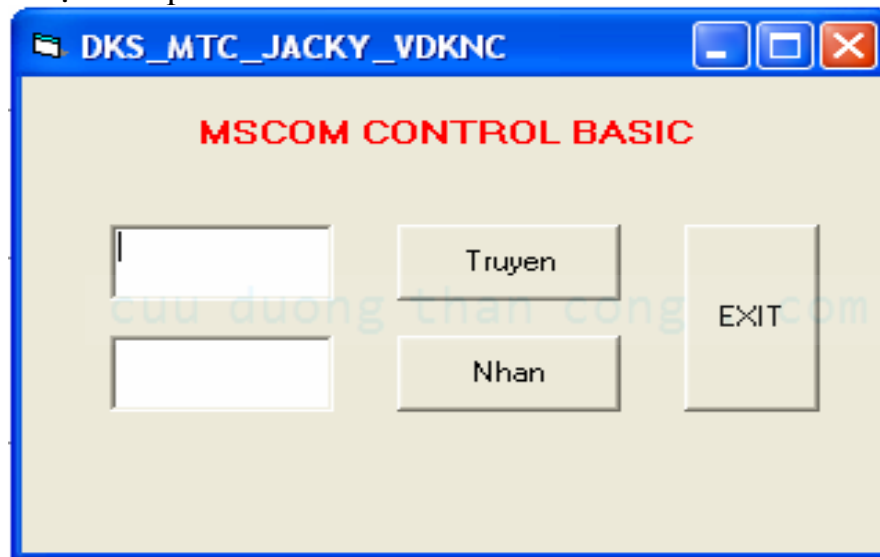 DKS_MTC_JACKY_VDKNC
MSCOM CONTROL BASIC
Truyen
cuu duong than cong . com
EXIT
Nhan